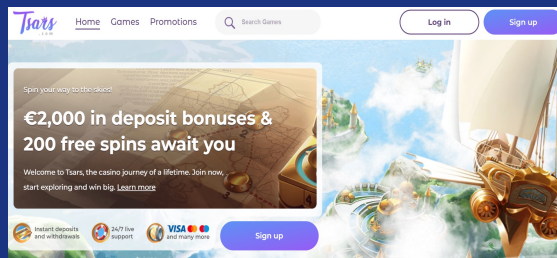 Tsars
.com
Home Games Promotions
Search Games
Log in
Sign up
Spin your way to the skies!
€2,000 in deposit bonuses &
200 free spins await you
Welcome to Tsars, the casino journey of a lifetime. Join now,
start exploring and win big. Learn more
instant deposits
and withdrawals
24/7 live
support
VISA
and many more
Sign up